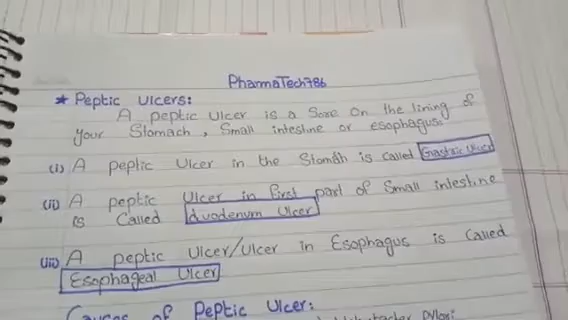 PharmaTech786
* Peptic Ulcers:
A peptic Ulcer is a Sore on the lining of
your Stomach, Small intestine or esophagus.
(i) A peptic Ulcer in the Stomach is called Gastric Ulcer
(ii) A peptic Ulcer in first part of Small intestine
is Called duodenum Ulcer
(iii) A peptic Ulcer/Ulcer in Esophagus is Called
Esophageal Ulcer
Causes of Peptic Ulcer:
pylori